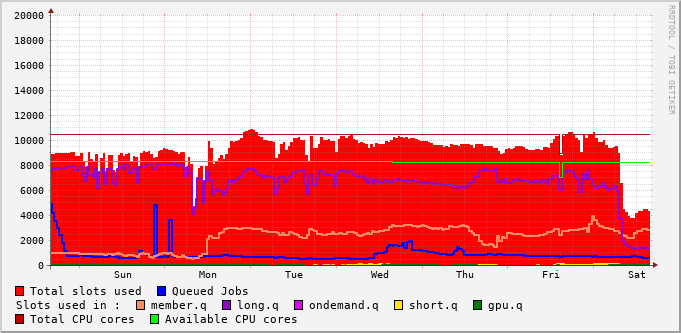 20000
18000
16000
14000
12000
10000
8000
6000
4000
2000
0
Sun Mon Tue Wed Thu Fri Sat
RRDTOOL / TOBI OETIKER
Total slots used Queued Jobs
Slots used in : member.q long.q ondemand.q short.q gpu.q
Total CPU cores Available CPU cores